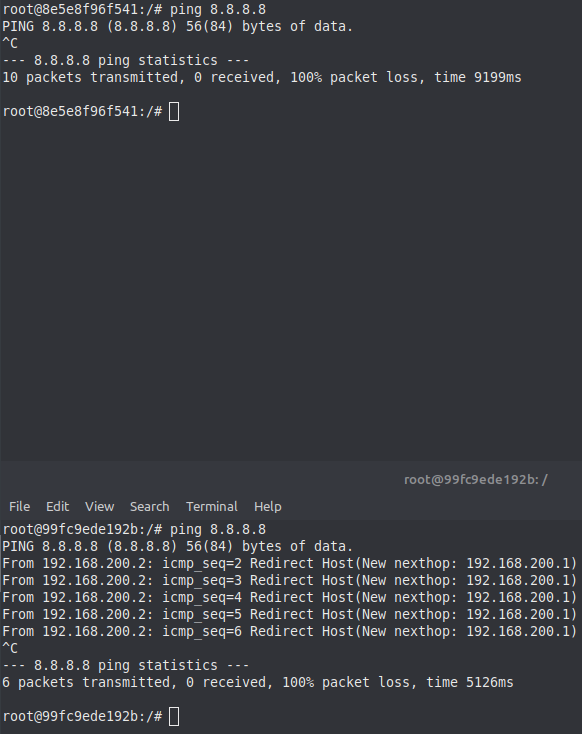 root@8e5e8f96f541:/# ping 8.8.8.8
PING 8.8.8.8 (8.8.8.8) 56(84) bytes of data.
^C
--- 8.8.8.8 ping statistics ---
10 packets transmitted, 0 received, 100% packet loss, time 9199ms
root@8e5e8f96f541:/#
root@99fc9ede192b: /
File Edit View Search Terminal Help
root@99fc9ede192b:/# ping 8.8.8.8
PING 8.8.8.8 (8.8.8.8) 56(84) bytes of data.
From 192.168.200.2: icmp_seq=2 Redirect Host(New nexthop: 192.168.200.1)
From 192.168.200.2: icmp_seq=3 Redirect Host(New nexthop: 192.168.200.1)
From 192.168.200.2: icmp_seq=4 Redirect Host(New nexthop: 192.168.200.1)
From 192.168.200.2: icmp_seq=5 Redirect Host(New nexthop: 192.168.200.1)
From 192.168.200.2: icmp_seq=6 Redirect Host(New nexthop: 192.168.200.1)
^C
--- 8.8.8.8 ping statistics ---
6 packets transmitted, 0 received, 100% packet loss, time 5126ms
root@99fc9ede192b:/#